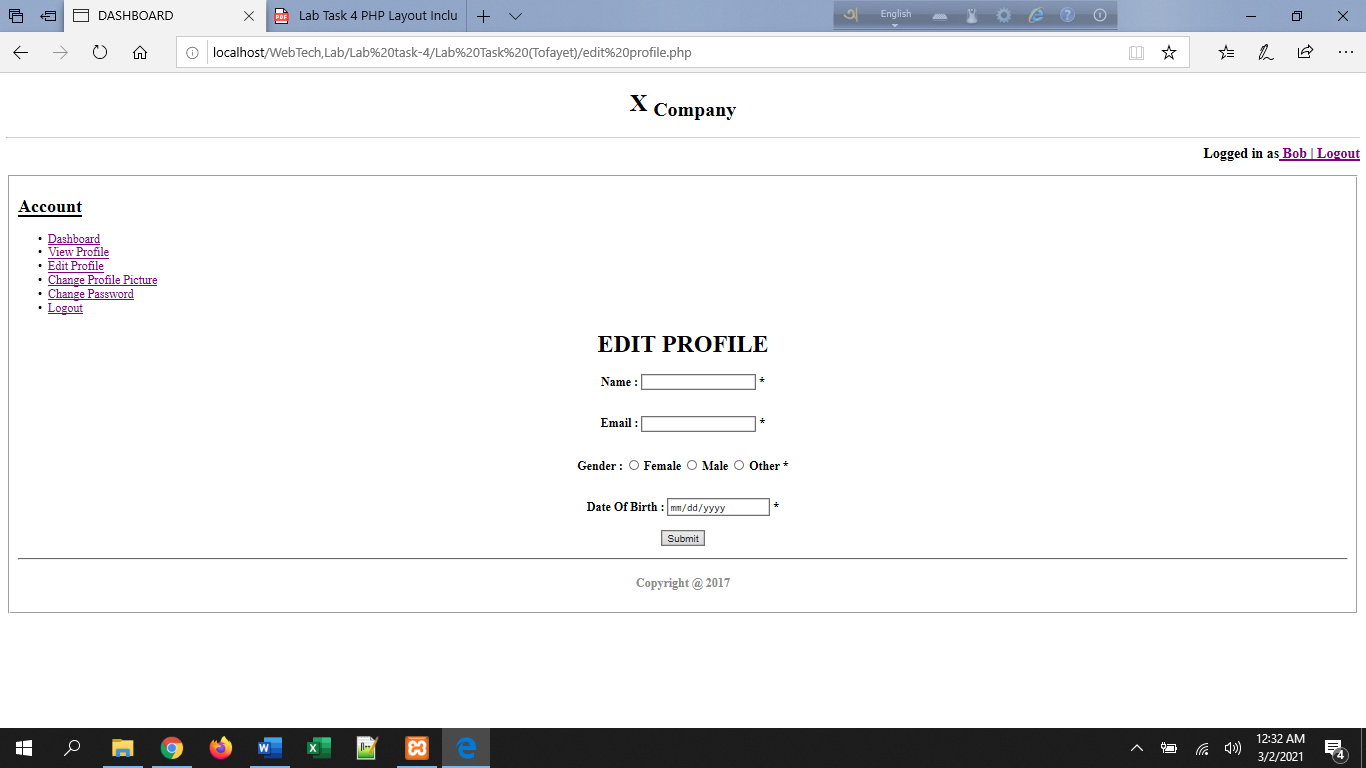 DASHBOARD
Lab Task 4 PHP Layout Inclu
English
localhost/WebTech,Lab/Lab%20task-4/Lab%20Task%20(Tofayet)/edit%20profile.php
X Company
Logged in as Bob | Logout
Account
• Dashboard
• View Profile
• Edit Profile
• Change Profile Picture
• Change Password
• Logout
EDIT PROFILE
Name : *
Email : *
Gender : Female Male Other *
Date Of Birth : mm/dd/yyyy *
Submit
Copyright @ 2017
12:32 AM
3/2/2021
4